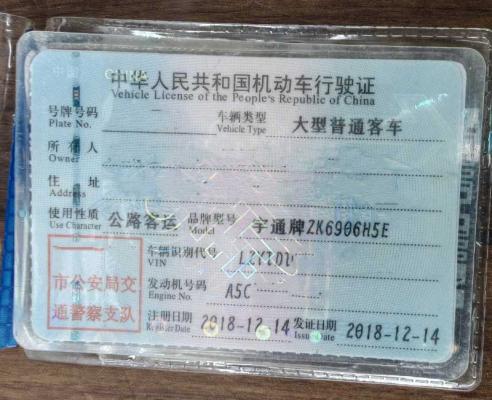 中华人民共和国机动车行驶证
Vehicle License of the People's Republic of China
号牌号码 车辆类型 大型普通客车
Plate No. Vehicle Type
所有人
Owner
住址
Address
使用性质 公路客运 品牌型号 宇通牌ZK6906H5E
Use Character Model
车辆识别代号
VIN
发动机号码 A5C
Engine No.
市公安局交
通警察支队
注册日期 2018-12-14 发证日期 2018-12-14
Register Date Issue Date